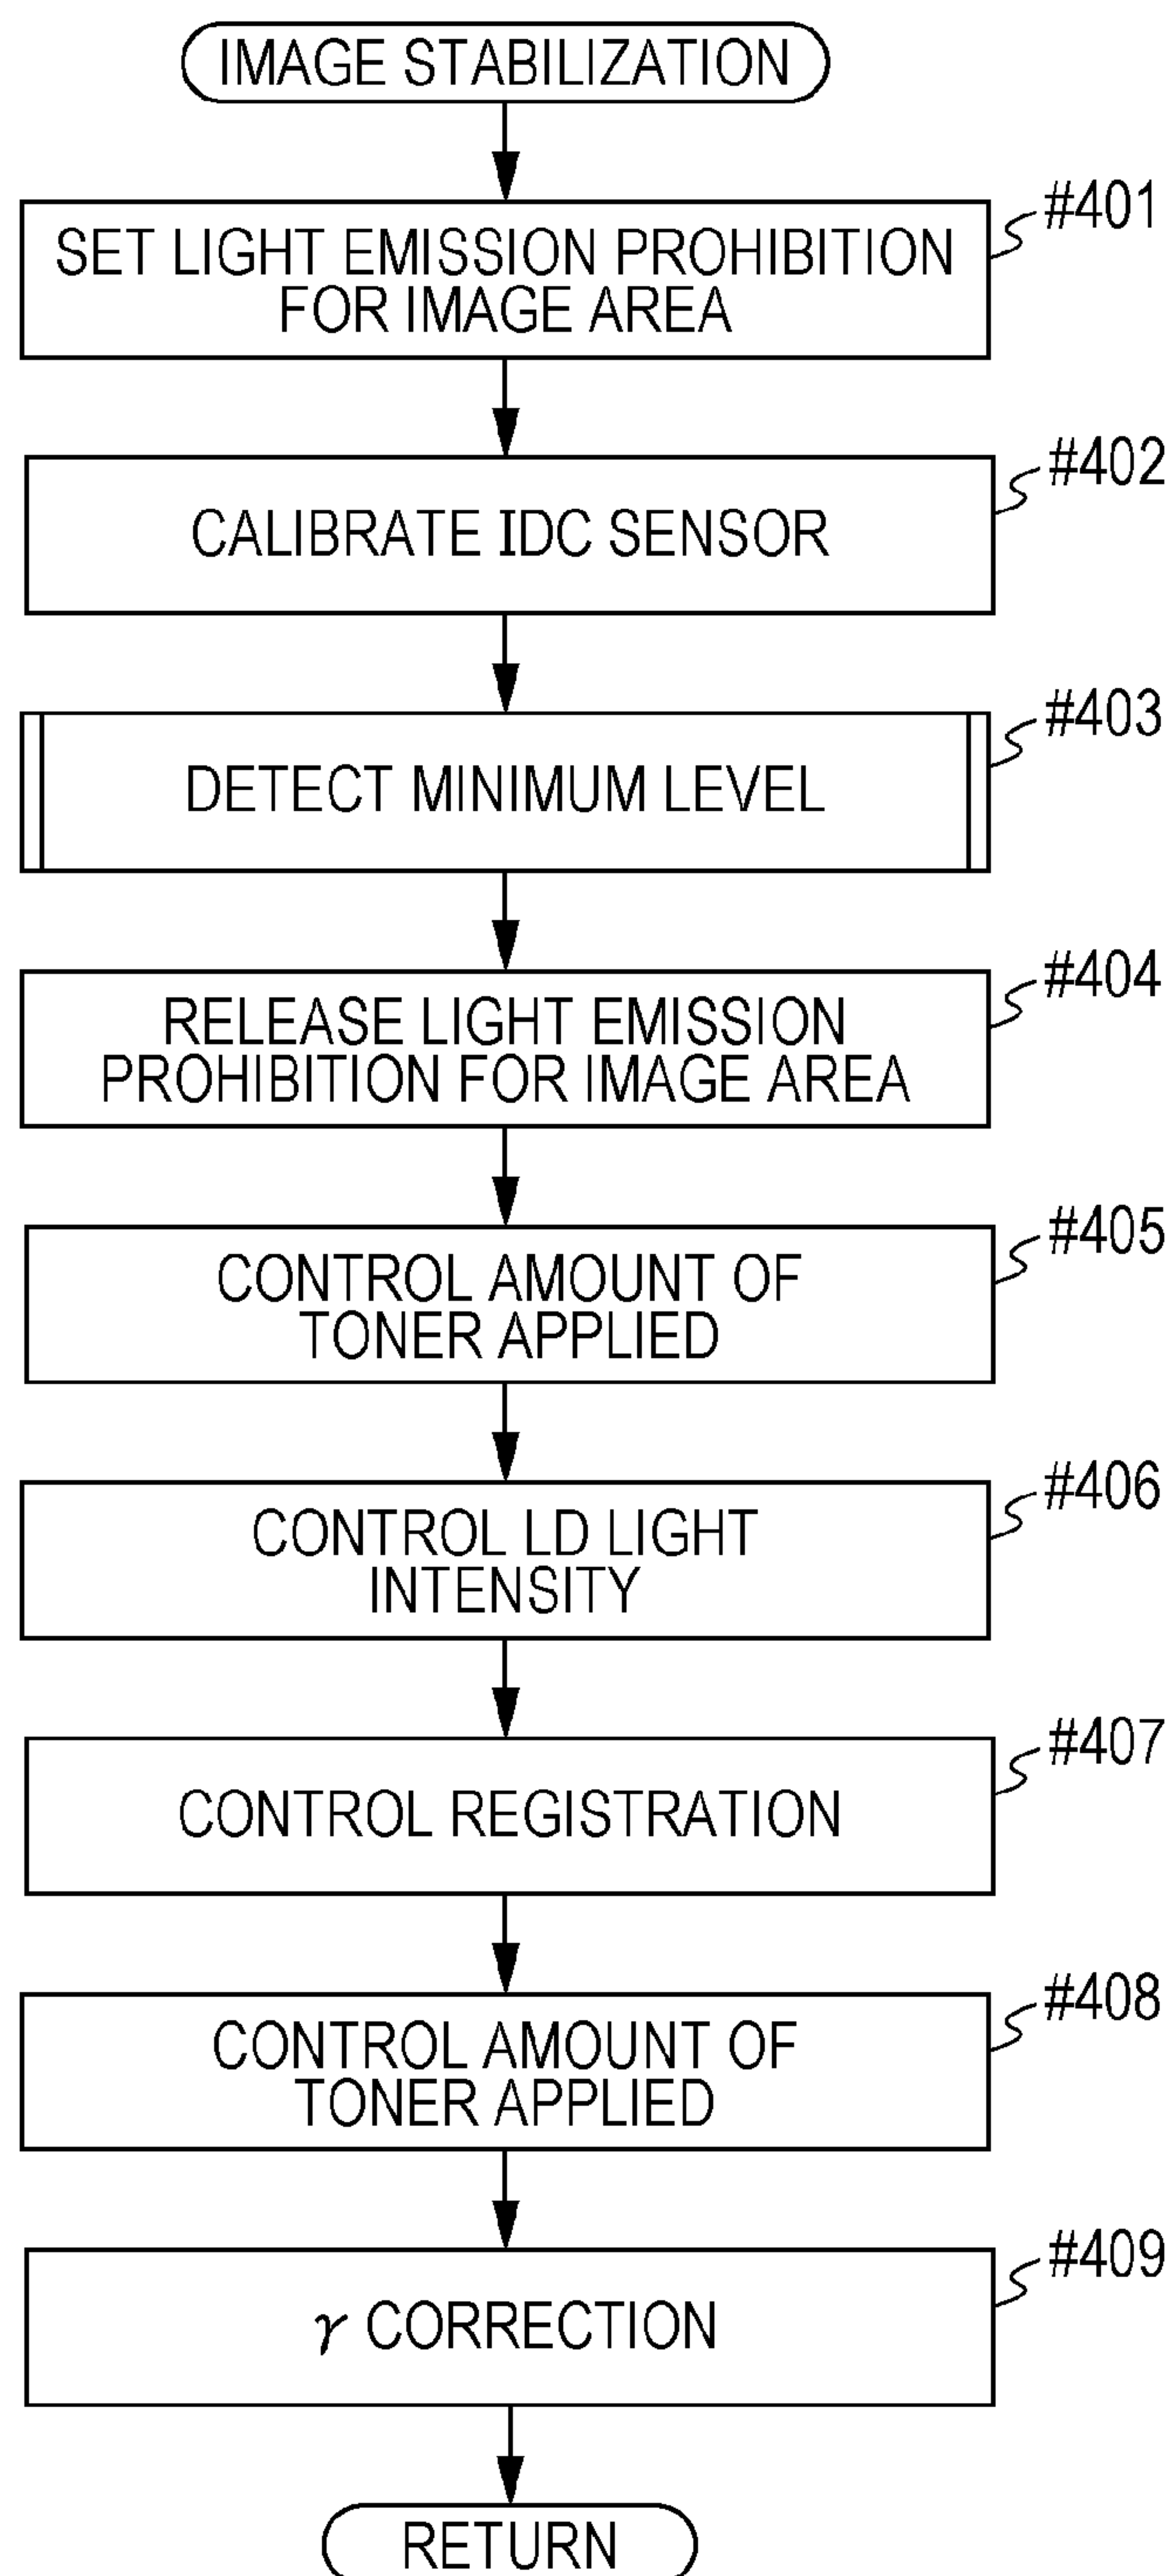 IMAGE STABILIZATION
#401
SET LIGHT EMISSION PROHIBITION
FOR IMAGE AREA
#402
CALIBRATE IDC SENSOR
#403
DETECT MINIMUM LEVEL
#404
RELEASE LIGHT EMISSION
PROHIBITION FOR IMAGE AREA
#405
CONTROL AMOUNT OF
TONER APPLIED
#406
CONTROL LD LIGHT
INTENSITY
#407
CONTROL REGISTRATION
#408
CONTROL AMOUNT OF
TONER APPLIED
#409
γ CORRECTION
RETURN